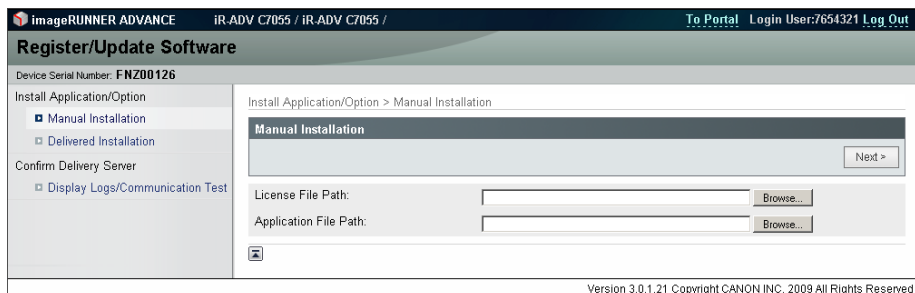 imageRUNNER ADVANCE iR-ADV C7055 / iR-ADV C7055 / To Portal Login User:7654321 Log Out
Register/Update Software
Device Serial Number: FNZ00126
Install Application/Option
Manual Installation
Delivered Installation
Confirm Delivery Server
Display Logs/Communication Test
Install Application/Option > Manual Installation
Manual Installation
Next »
License File Path: Browse...
Application File Path: Browse...
Version 3.0.1.21 Copyright CANON INC. 2009 All Rights Reserved